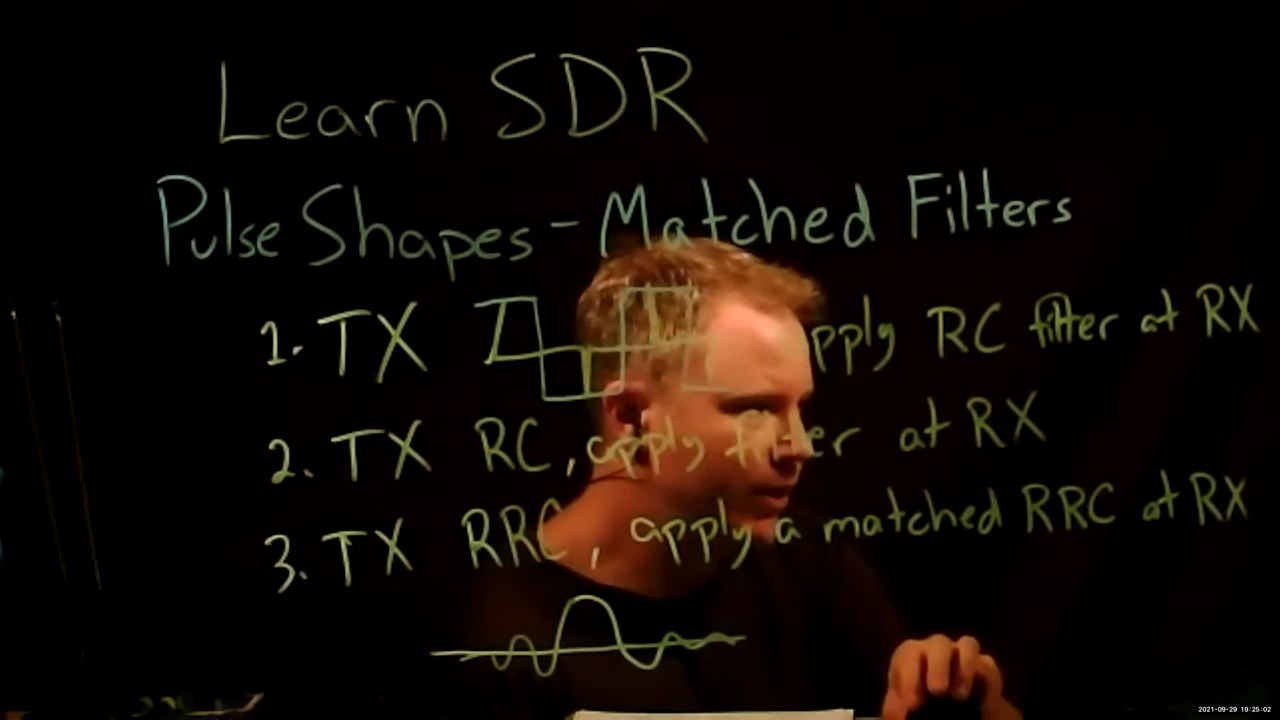 Learn SDR
Pulse Shapes - Matched Filters
1. TX pply RC filter at RX
2. TX RC, apply filter at RX
3. TX RRC, apply a matched RRC at RX
2021-09-29 19:25:02